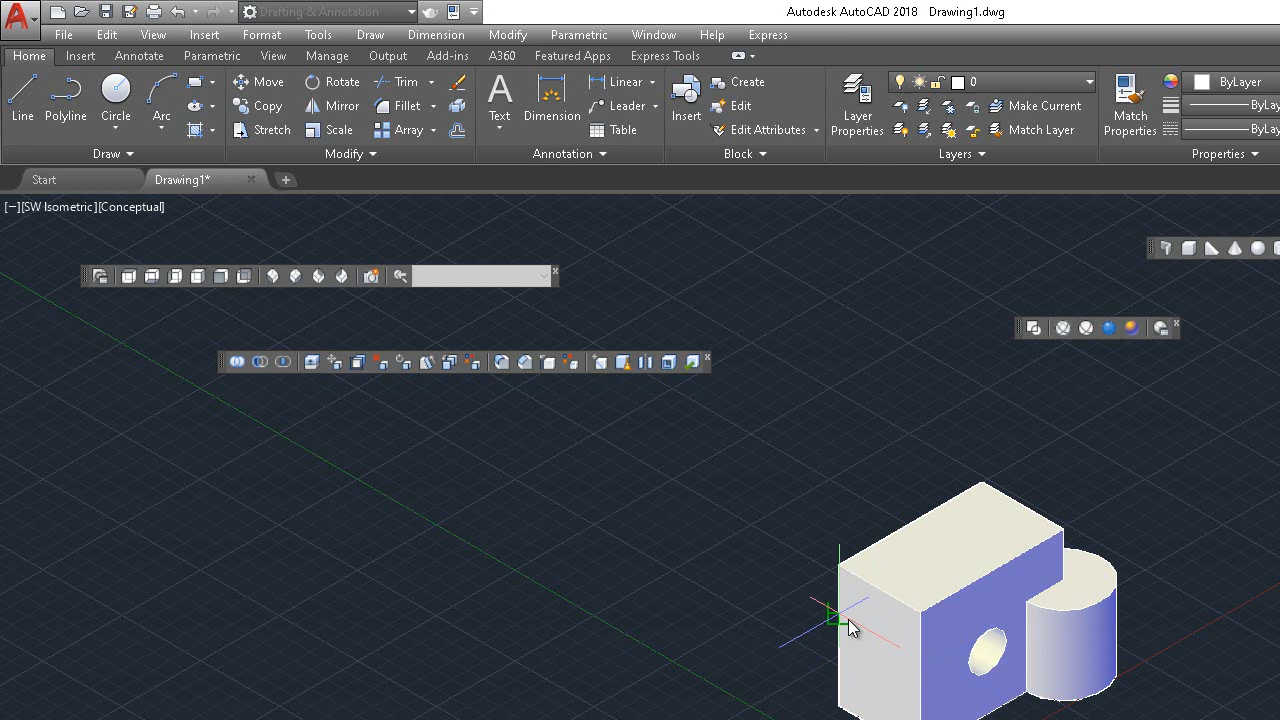 Drafting & Annotation
Autodesk AutoCAD 2018 Drawing1.dwg
File Edit View Insert Format Tools Draw Dimension Modify Parametric Window Help Express
Home Insert Annotate Parametric View Manage Output Add-ins A360 Featured Apps Express Tools
Line Polyline Circle Arc
Move Rotate Trim
Copy Mirror Fillet
Stretch Scale Array
Text Dimension
Linear
Leader
Table
Insert
Create
Edit
Edit Attributes
Layer Properties
0
Make Current
Match Layer
Match Properties
ByLayer
ByLay
ByLay
Draw Modify Annotation Block Layers Properties
Start Drawing1*
[−][SW Isometric][Conceptual]